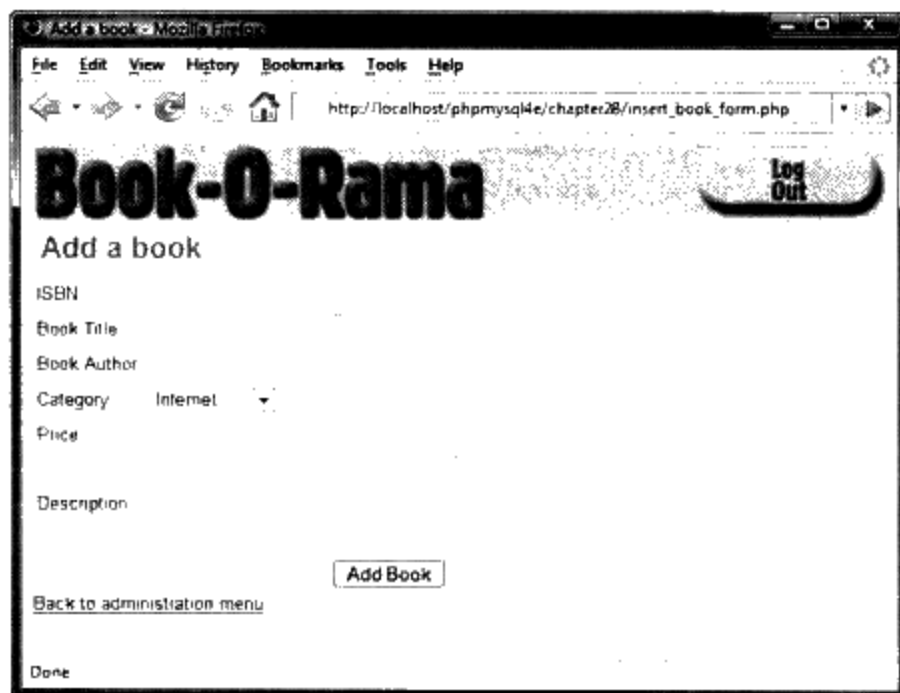 Add a book - Mozilla Firefox
File Edit View History Bookmarks Tools Help
http://localhost/phpmysql4e/chapter28/insert_book_form.php
Book-O-Rama
Log
Out
Add a book
ISBN
Book Title
Book Author
Category Internet
Price
Description
Add Book
Back to administration menu
Done